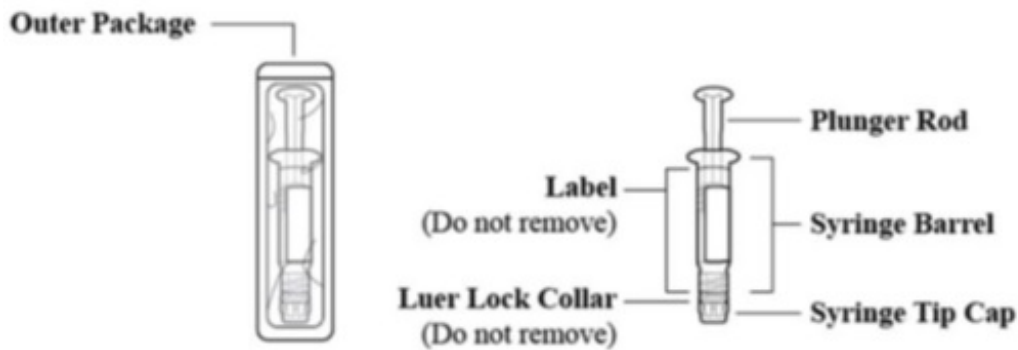 Outer Package
Plunger Rod
Label
(Do not remove)
Syringe Barrel
Luer Lock Collar
(Do not remove)
Syringe Tip Cap